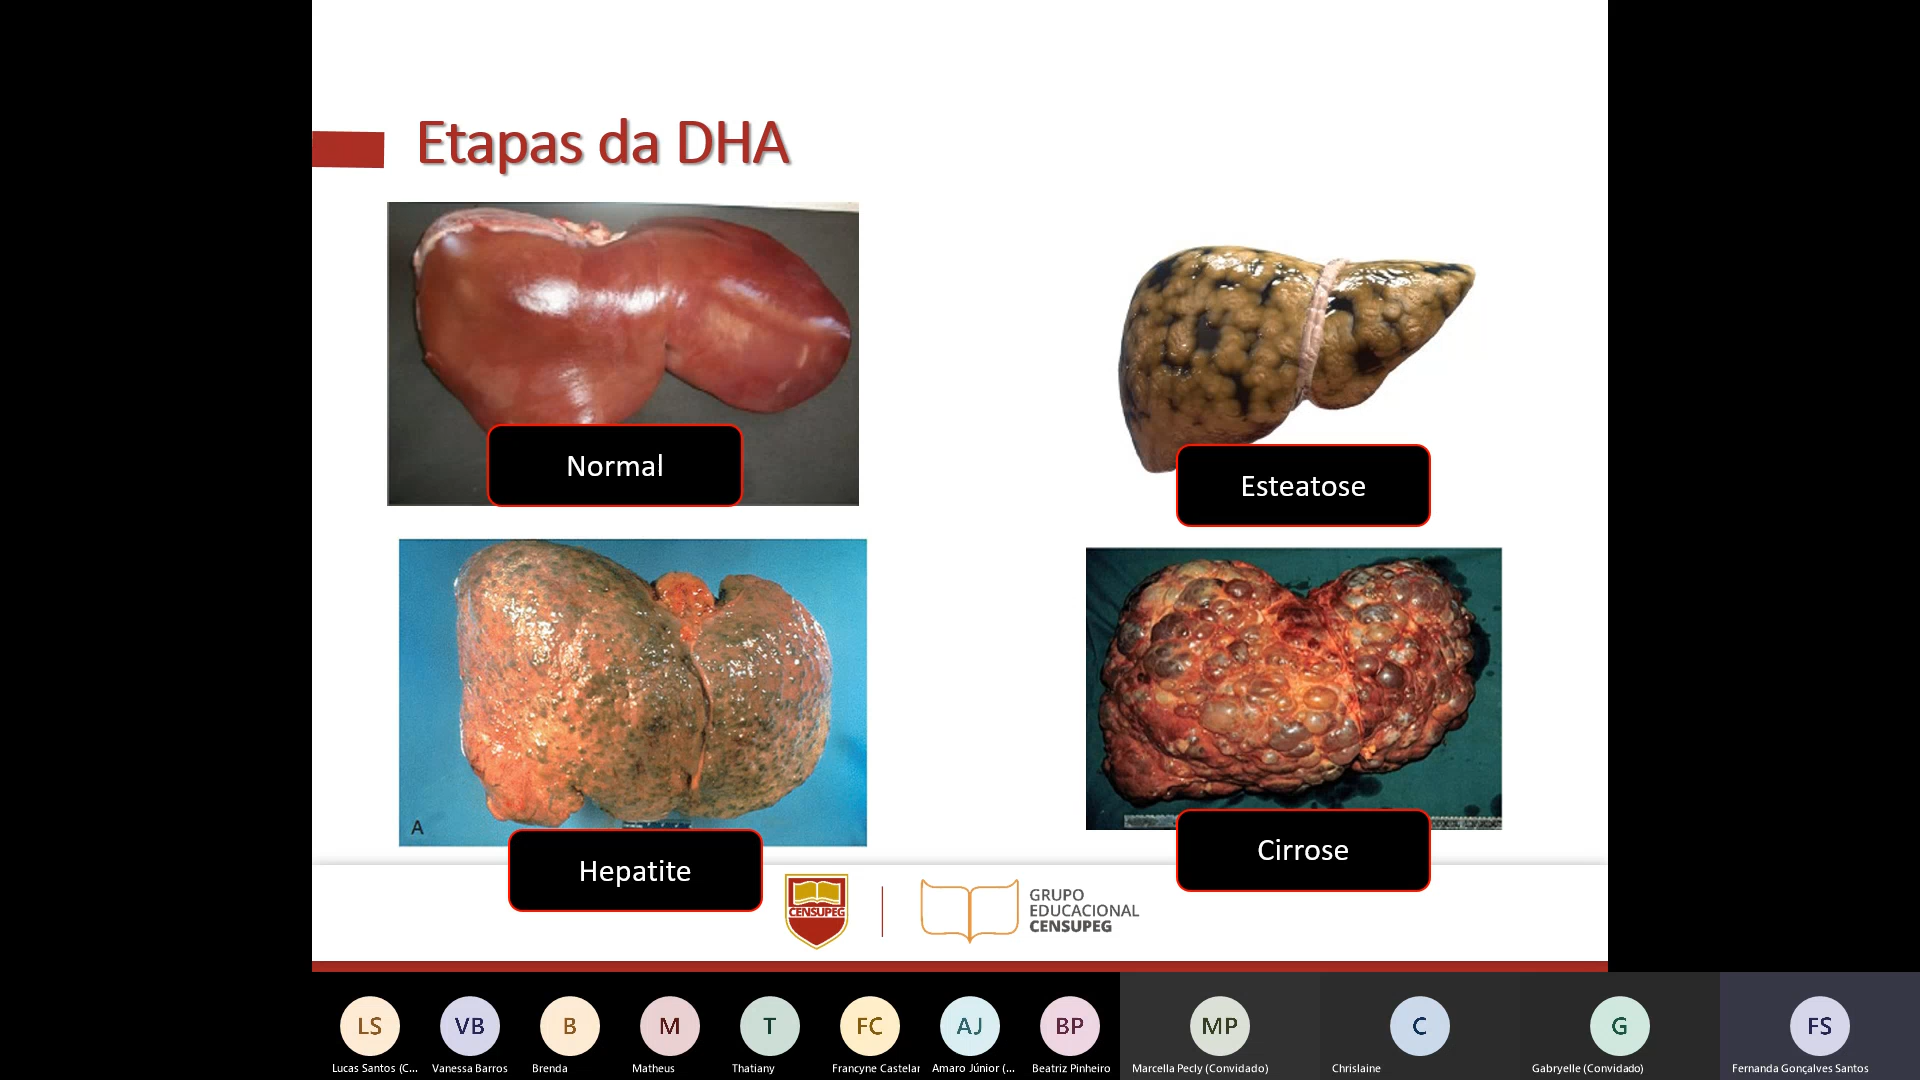 Etapas da DHA
Normal
Esteatose
A
Hepatite
Cirrose
CENSUPEG
GRUPO
EDUCACIONAL
CENSUPEG
LS
VB
B
M
T
FC
AJ
BP
MP
C
G
FS
Lucas Santos (C...
Vanessa Barros
Brenda
Matheus
Thatiany
Francyne Castelar
Amaro Júnior (...
Beatriz Pinheiro
Marcella Pecly (Convidado)
Chrislaine
Gabryelle (Convidado)
Fernanda Gonçalves Santos